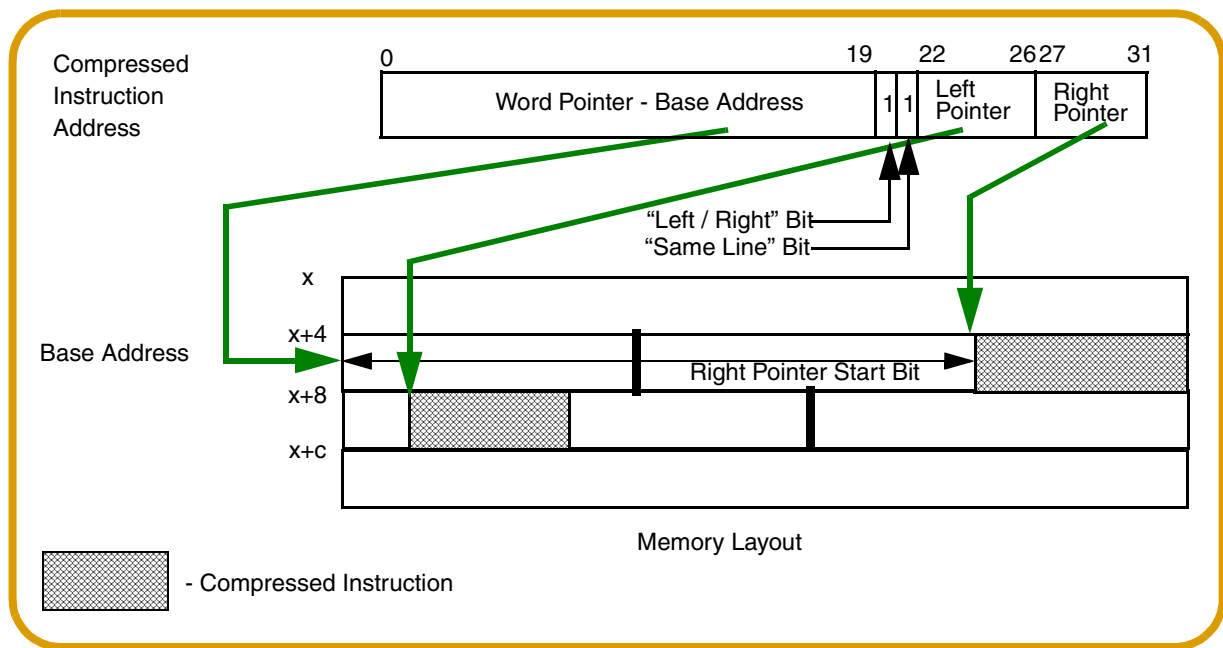 Compressed
Instruction
Address
0 19 22 26 27 31
Word Pointer - Base Address
1 1
Left
Pointer
Right
Pointer
“Left / Right” Bit
“Same Line” Bit
x
x+4
Base Address
Right Pointer Start Bit
x+8
x+c
Memory Layout
- Compressed Instruction